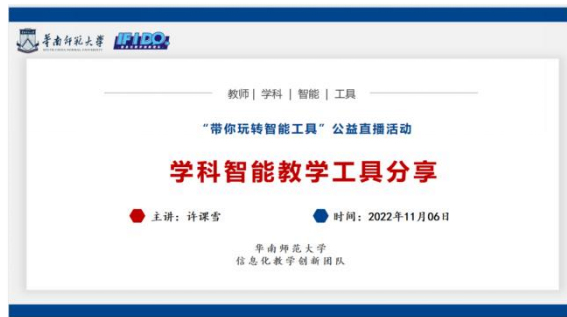 华南师范大学 IFIDO
教师 | 学科 | 智能 | 工具
“带你玩转智能工具”公益直播活动
学科智能教学工具分享
主讲：许课雪
时间：2022年11月06日
华南师范大学
信息化教学创新团队